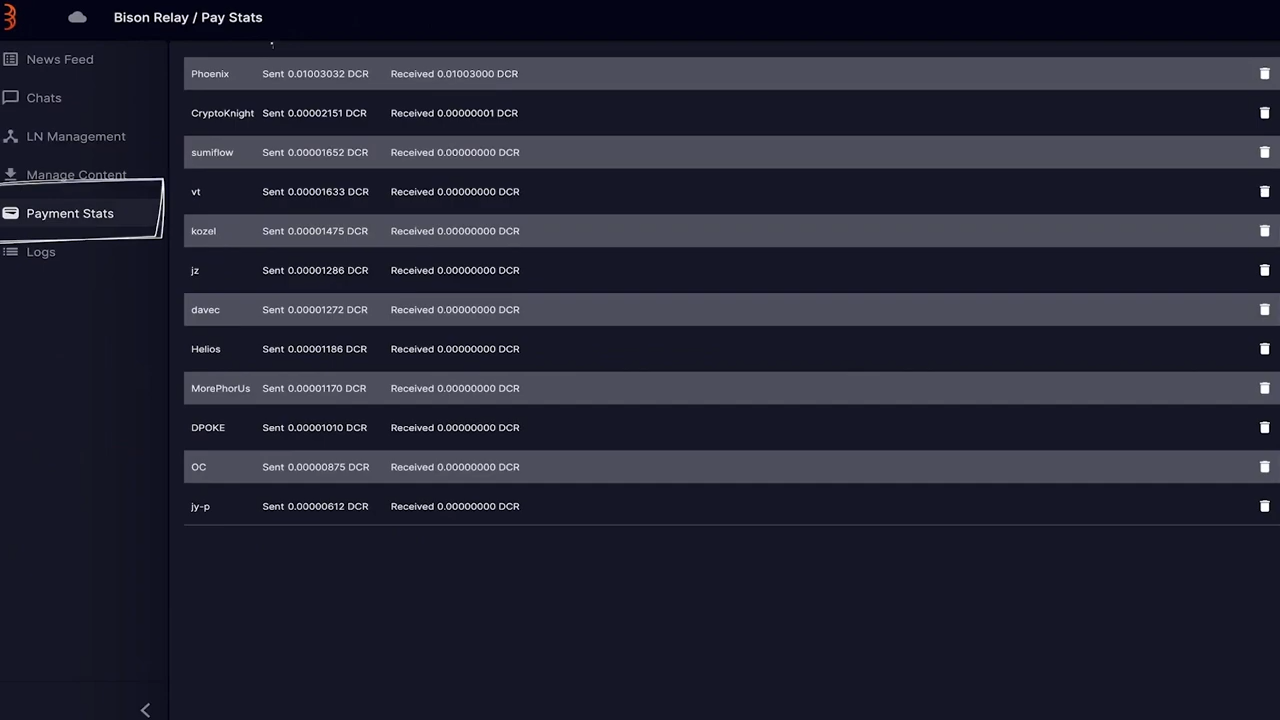 Bison Relay / Pay Stats
News Feed
Chats
LN Management
Manage Content
Payment Stats
Logs
Phoenix Sent 0.01003032 DCR Received 0.01003000 DCR
CryptoKnight Sent 0.00002151 DCR Received 0.00000001 DCR
sumiflow Sent 0.00001652 DCR Received 0.00000000 DCR
vt Sent 0.00001633 DCR Received 0.00000000 DCR
kozel Sent 0.00001475 DCR Received 0.00000000 DCR
jz Sent 0.00001286 DCR Received 0.00000000 DCR
davec Sent 0.00001272 DCR Received 0.00000000 DCR
Helios Sent 0.00001186 DCR Received 0.00000000 DCR
MorePhorUs Sent 0.00001170 DCR Received 0.00000000 DCR
DPOKE Sent 0.00001010 DCR Received 0.00000000 DCR
OC Sent 0.00000875 DCR Received 0.00000000 DCR
jy-p Sent 0.00000612 DCR Received 0.00000000 DCR